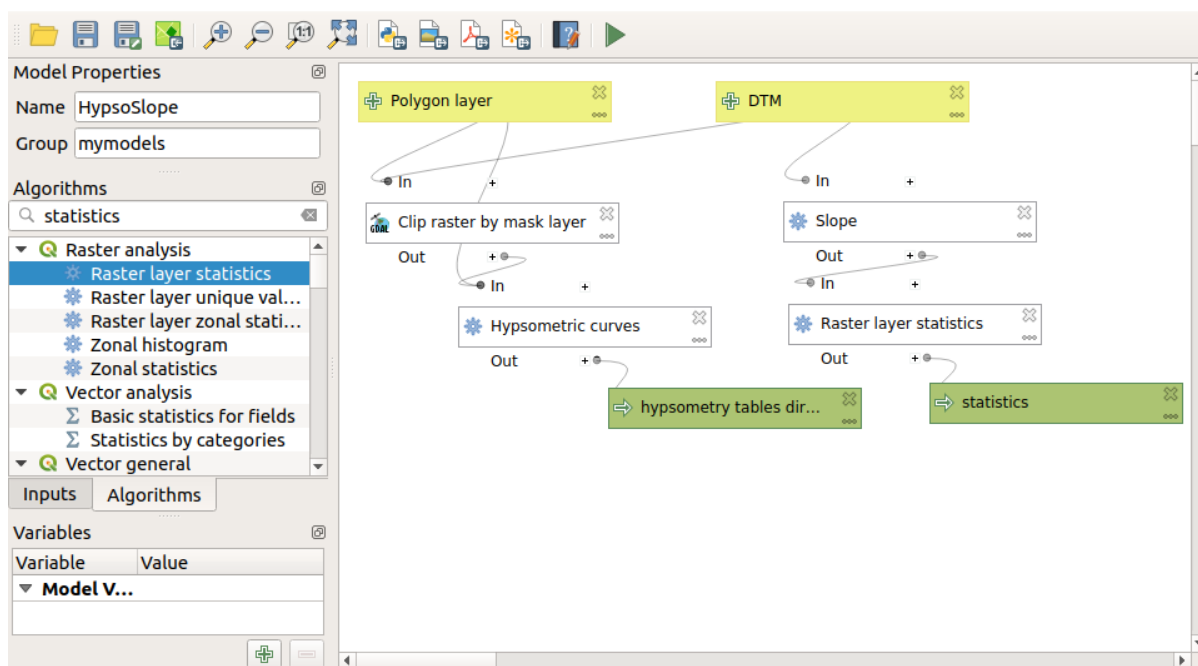 1:1
Model Properties
Name HypsoSlope
Group mymodels
Algorithms
statistics
Raster analysis
Raster layer statistics
Raster layer unique val...
Raster layer zonal stati...
Zonal histogram
Zonal statistics
Vector analysis
Basic statistics for fields
Statistics by categories
Vector general
Inputs Algorithms
Variables
Variable Value
Model V...
Polygon layer
DTM
In
In
GDAL
Clip raster by mask layer
Slope
Out
Out
In
In
Hypsometric curves
Raster layer statistics
Out
Out
hypsometry tables dir...
statistics